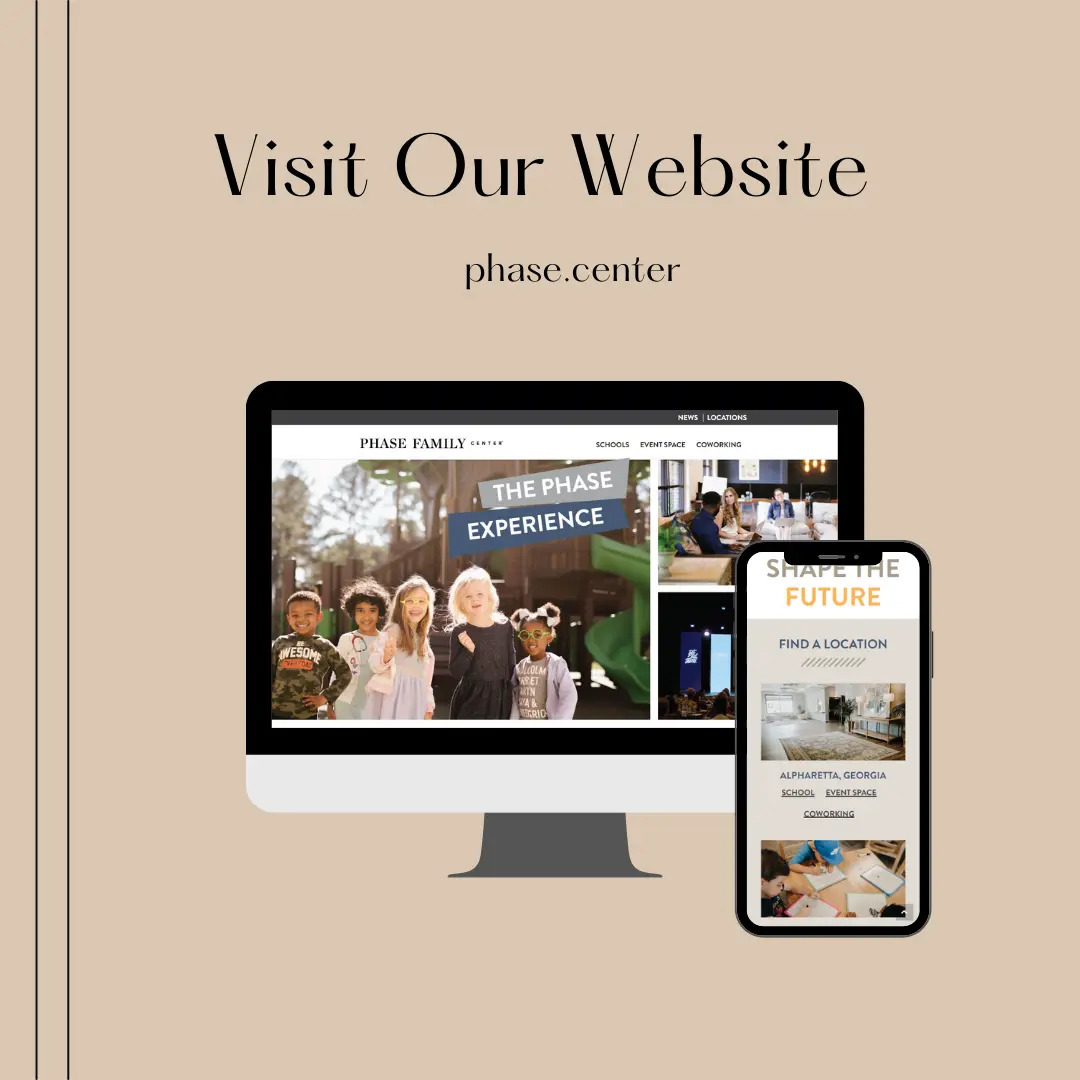 Visit Our Website
phase.center
NEWS | LOCATIONS
PHASE FAMILY CENTER
SCHOOLS EVENT SPACE COWORKING
THE PHASE
EXPERIENCE
BE
AWESOME
SHAPE THE
FUTURE
FIND A LOCATION
ALPHARETTA, GEORGIA
SCHOOL EVENT SPACE
COWORKING